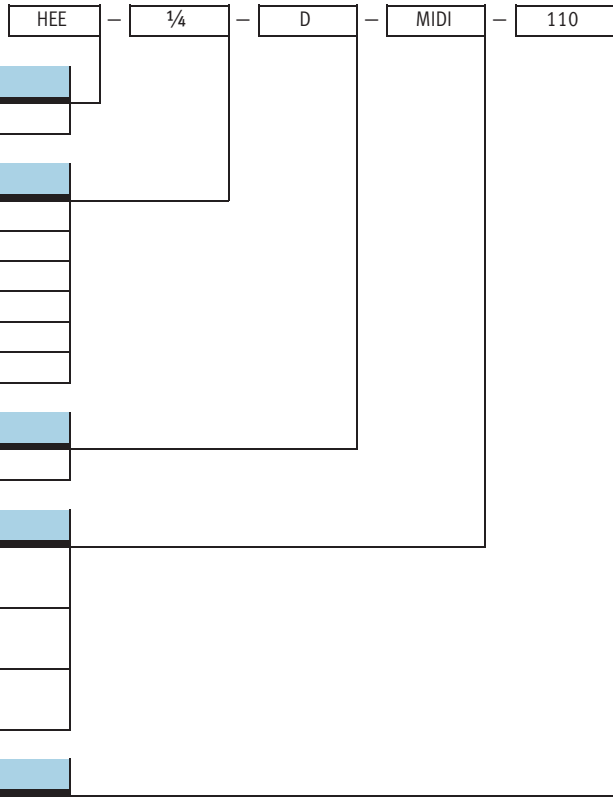 HEE – ¼ – D – MIDI – 110